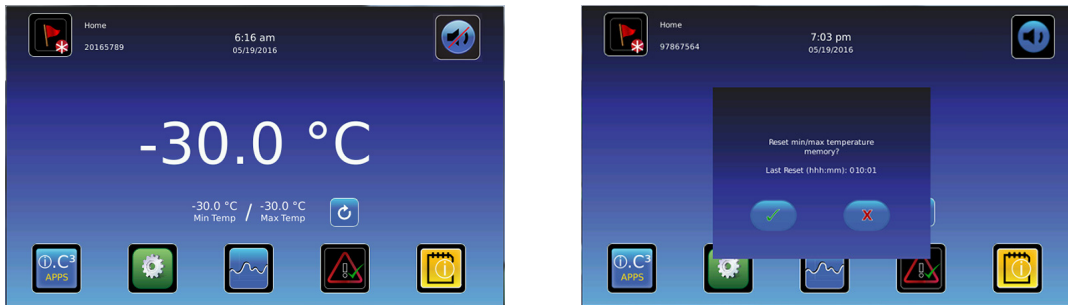 Home
20165789
6:16 am
05/19/2016
-30.0 °C
-30.0 °C
Min Temp
/
-30.0 °C
Max Temp
i.C³
APPS
Home
97867564
7:03 pm
05/19/2016
Reset min/max temperature
memory?
Last Reset (hhh:mm): 010:01
X
i.C³
APPS